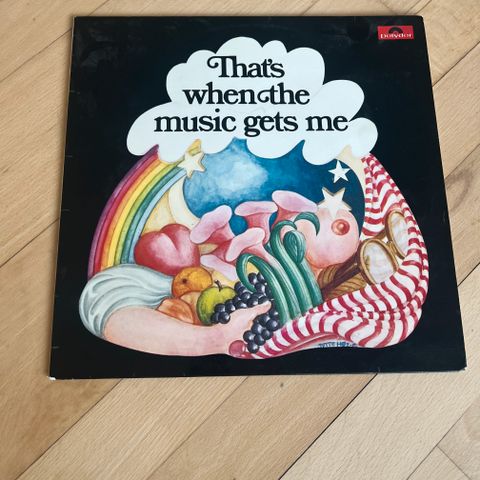 Polydor
That's
when the
music gets me